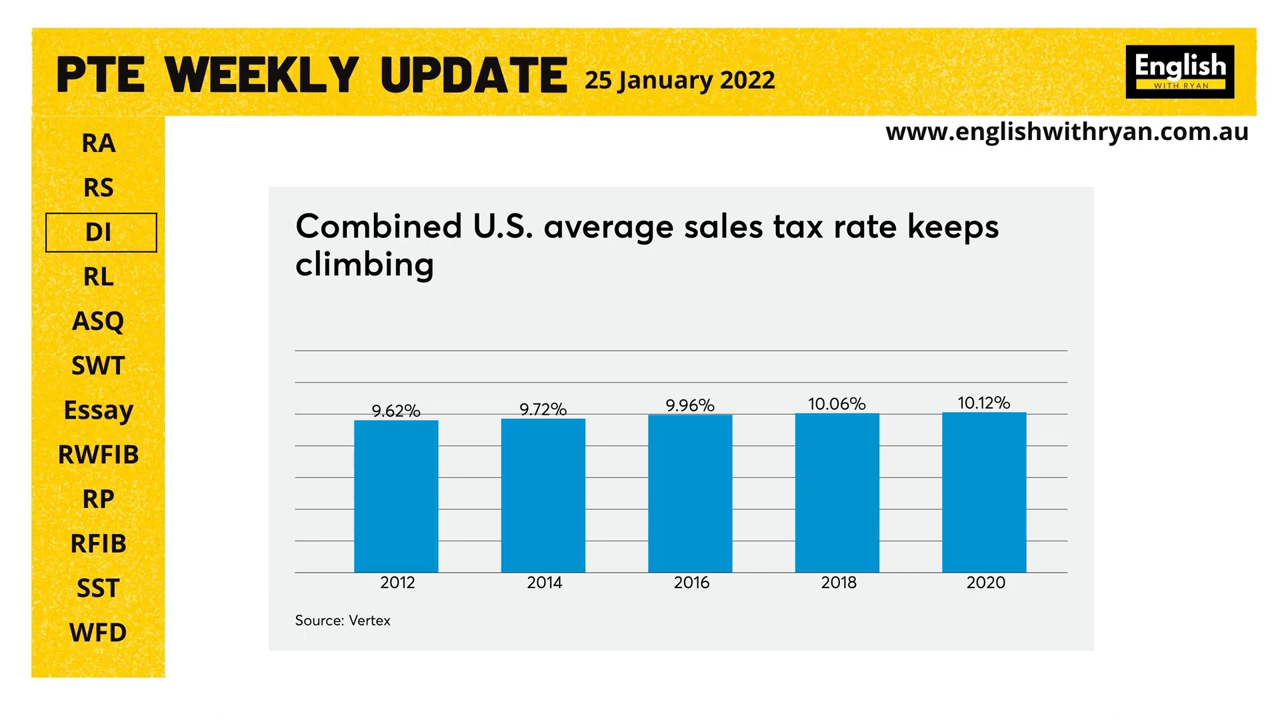 PTE WEEKLY UPDATE 25 January 2022
English
WITH RYAN
www.englishwithryan.com.au
RA
RS
DI
RL
ASQ
SWT
Essay
RWFIB
RP
RFIB
SST
WFD
Combined U.S. average sales tax rate keeps
climbing
9.62% 9.72% 9.96% 10.06% 10.12%
2012 2014 2016 2018 2020
Source: Vertex